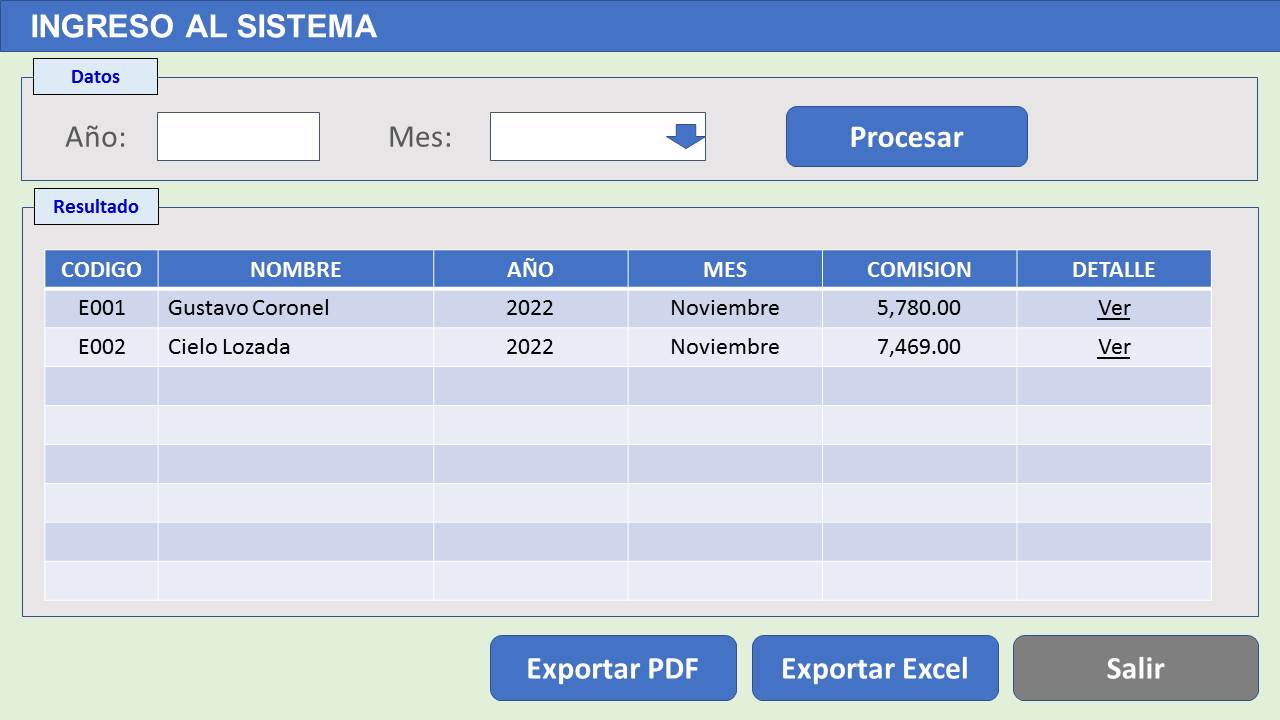 INGRESO AL SISTEMA
Datos
Año:
Mes:
Procesar
Resultado
CODIGO NOMBRE AÑO MES COMISION DETALLE
E001 Gustavo Coronel 2022 Noviembre 5,780.00 Ver
E002 Cielo Lozada 2022 Noviembre 7,469.00 Ver
Exportar PDF Exportar Excel Salir